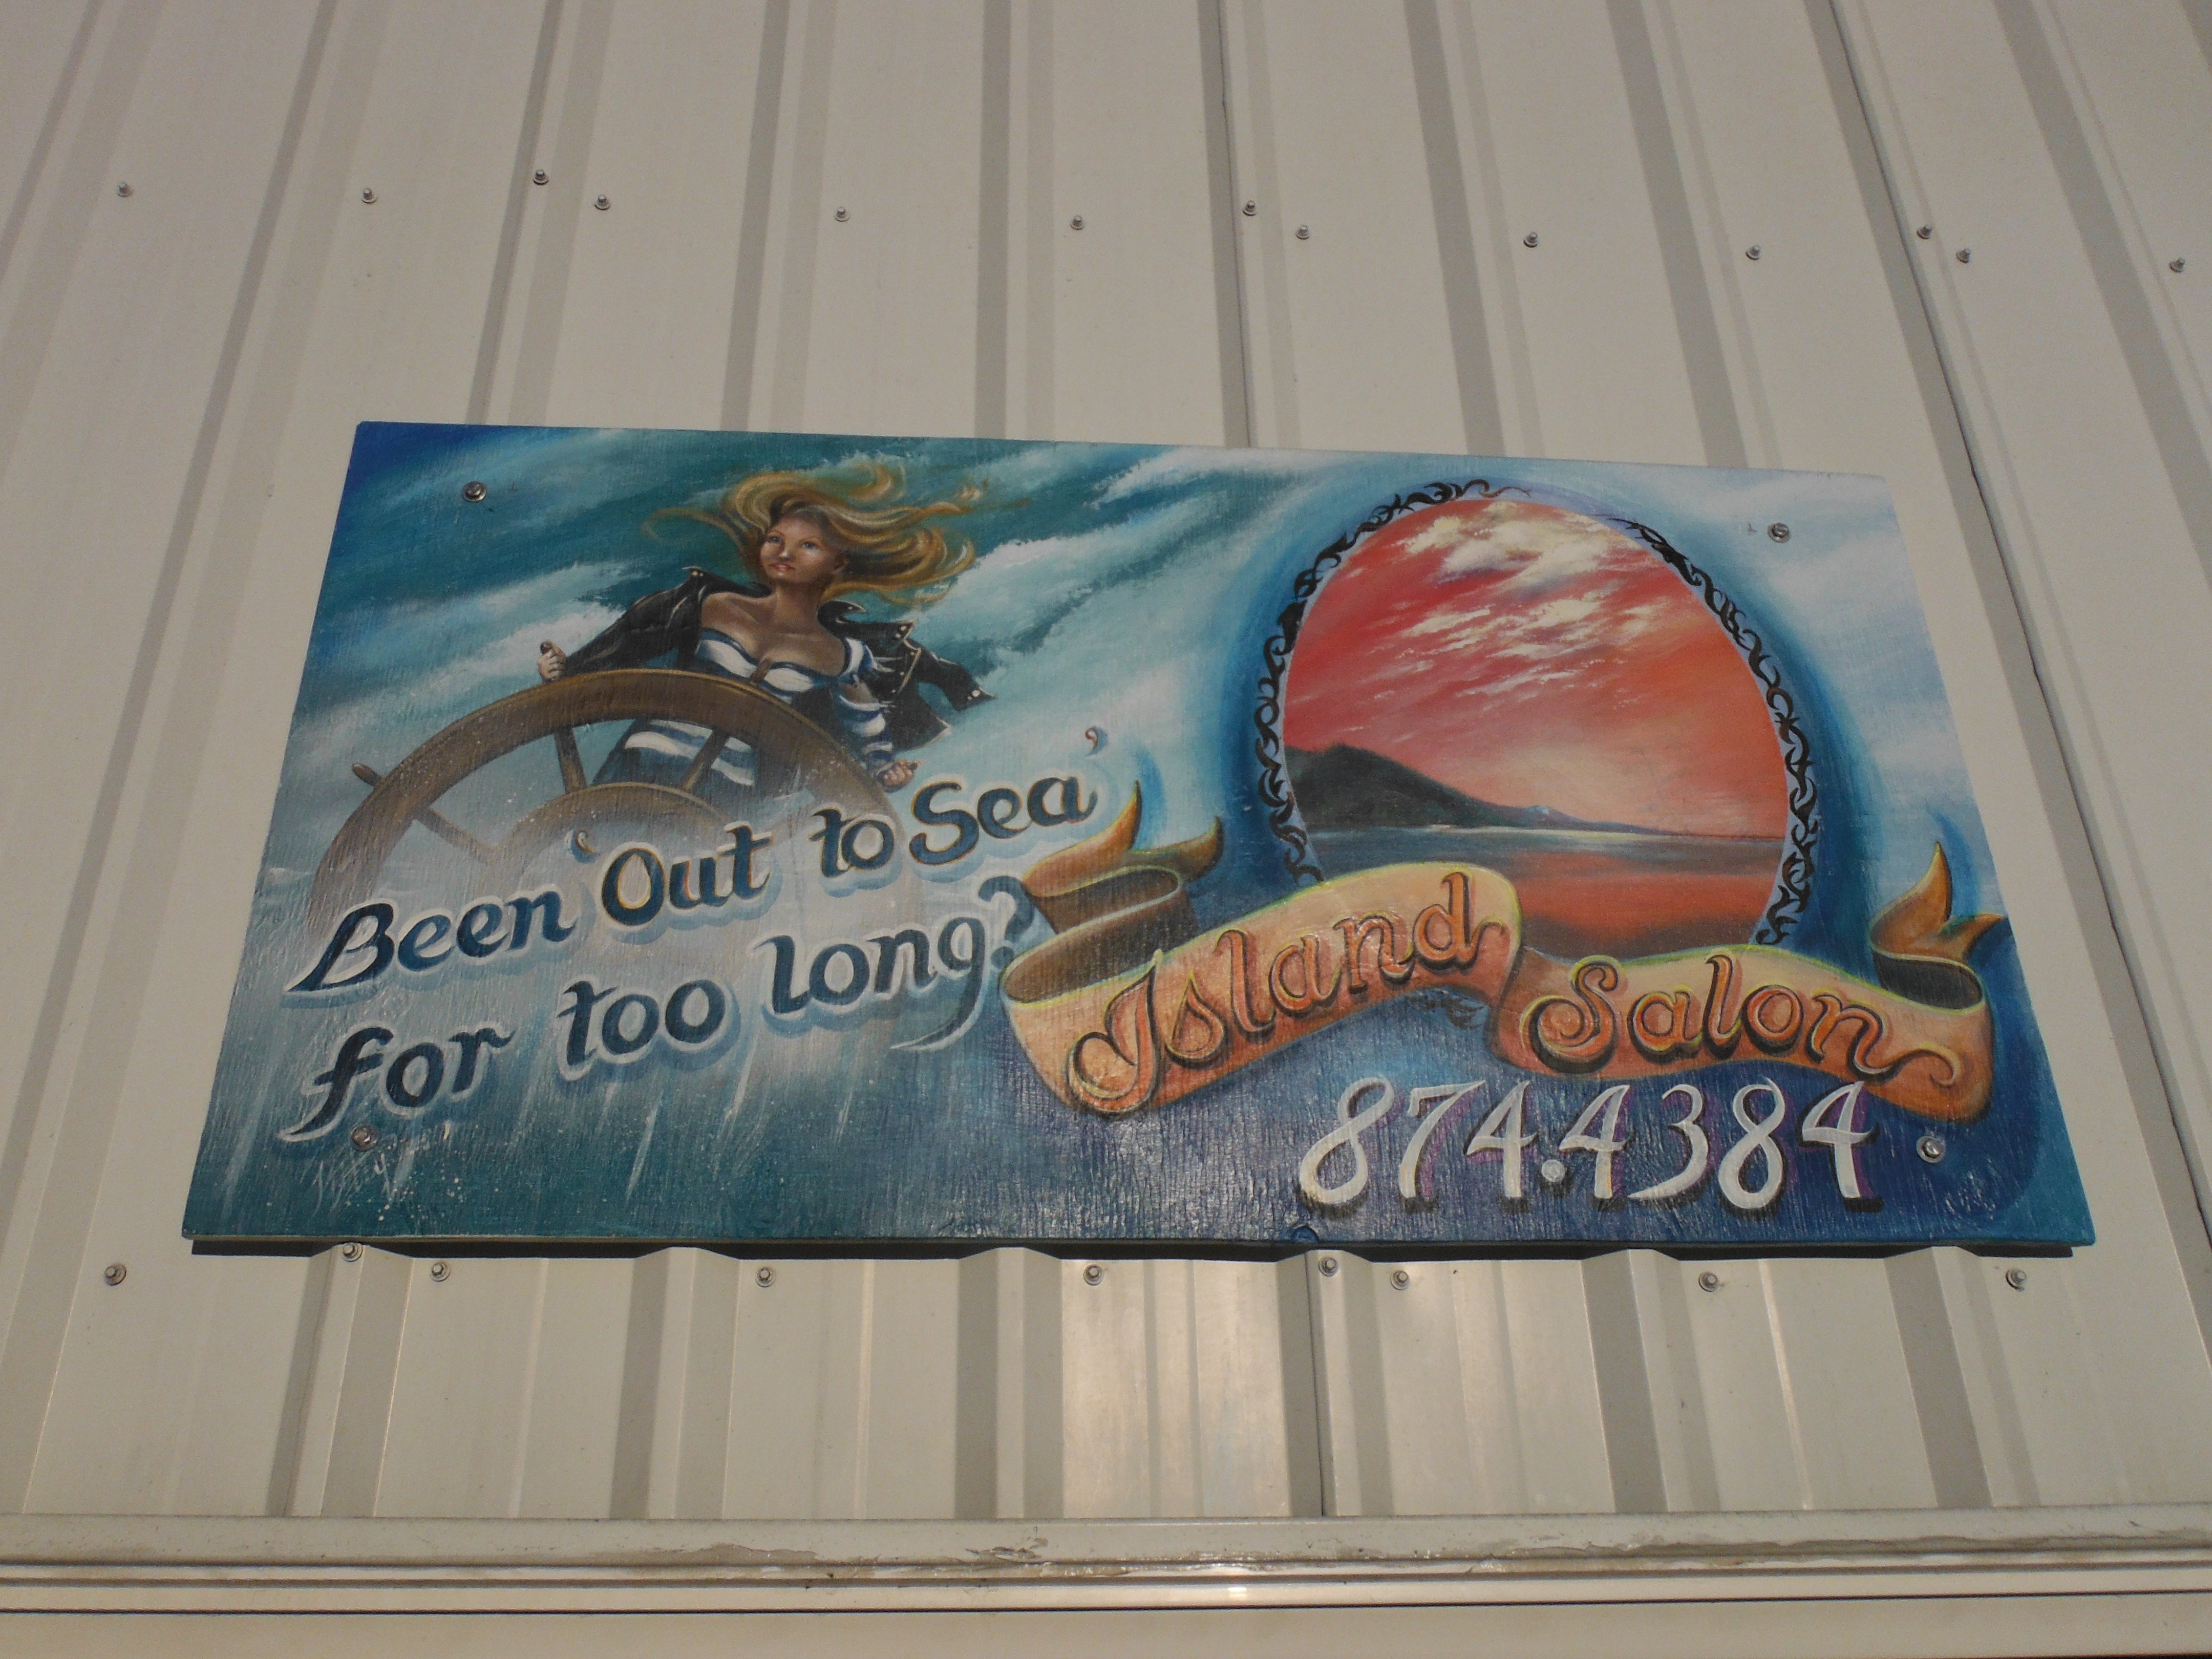 Been 'Out to Sea'
for too long?
Island Salon
874.4384